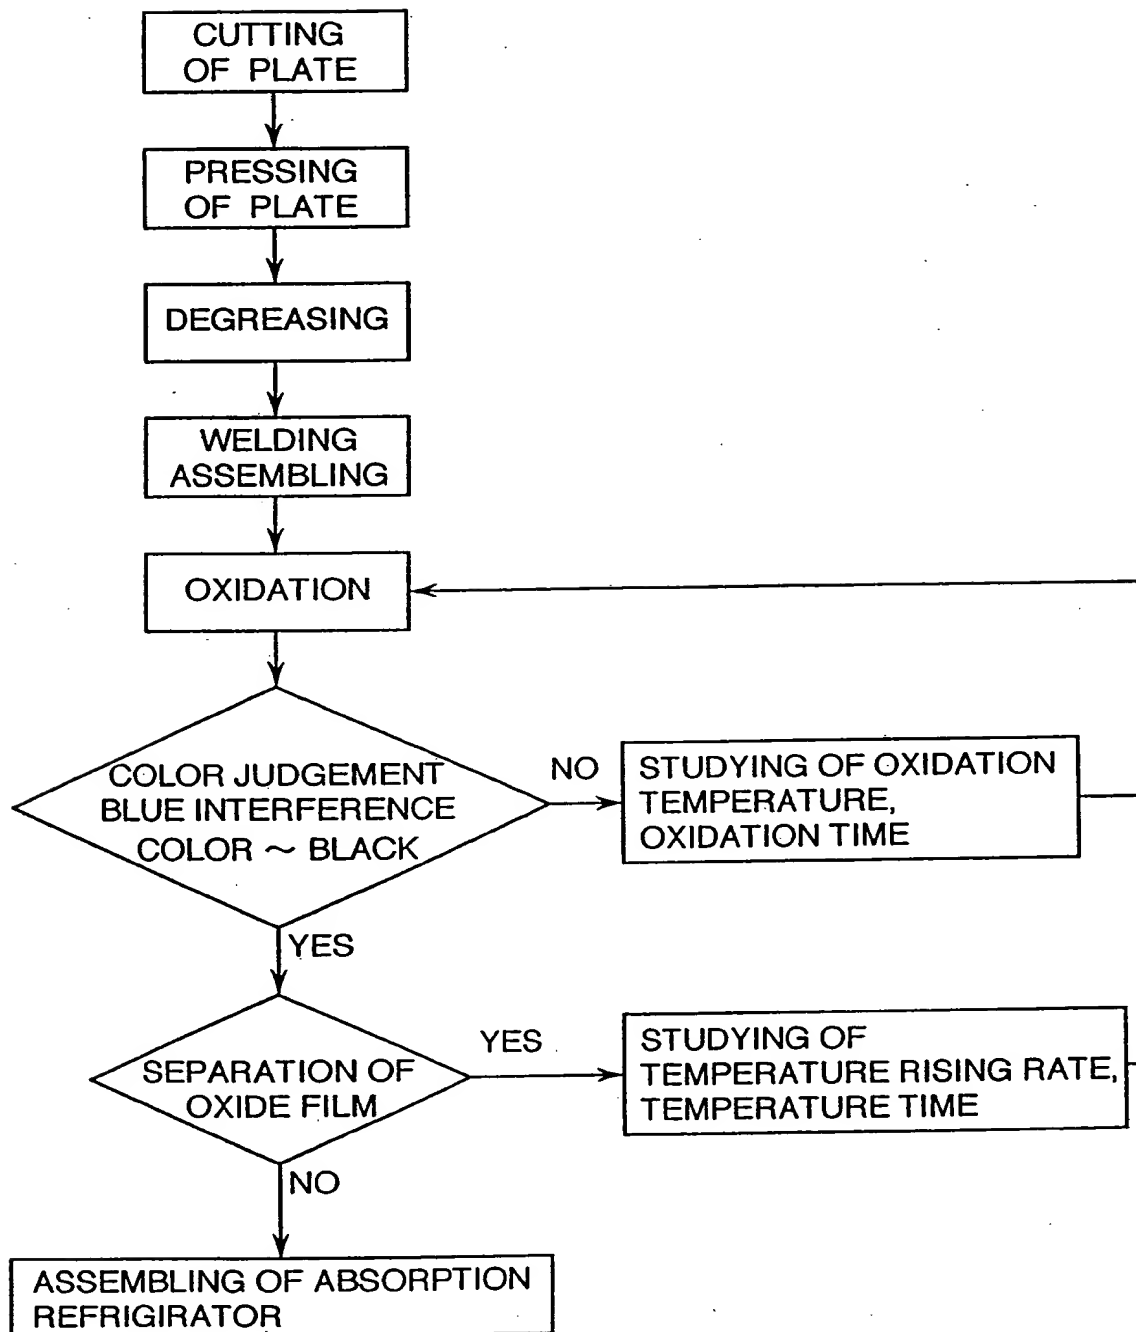 CUTTING
OF PLATE
PRESSING
OF PLATE
DEGREASING
WELDING
ASSEMBLING
OXIDATION
COLOR JUDGEMENT
BLUE INTERFERENCE
COLOR ~ BLACK
NO
STUDYING OF OXIDATION
TEMPERATURE,
OXIDATION TIME
YES
SEPARATION OF
OXIDE FILM
YES
STUDYING OF
TEMPERATURE RISING RATE,
TEMPERATURE TIME
NO
ASSEMBLING OF ABSORPTION
REFRIGIRATOR